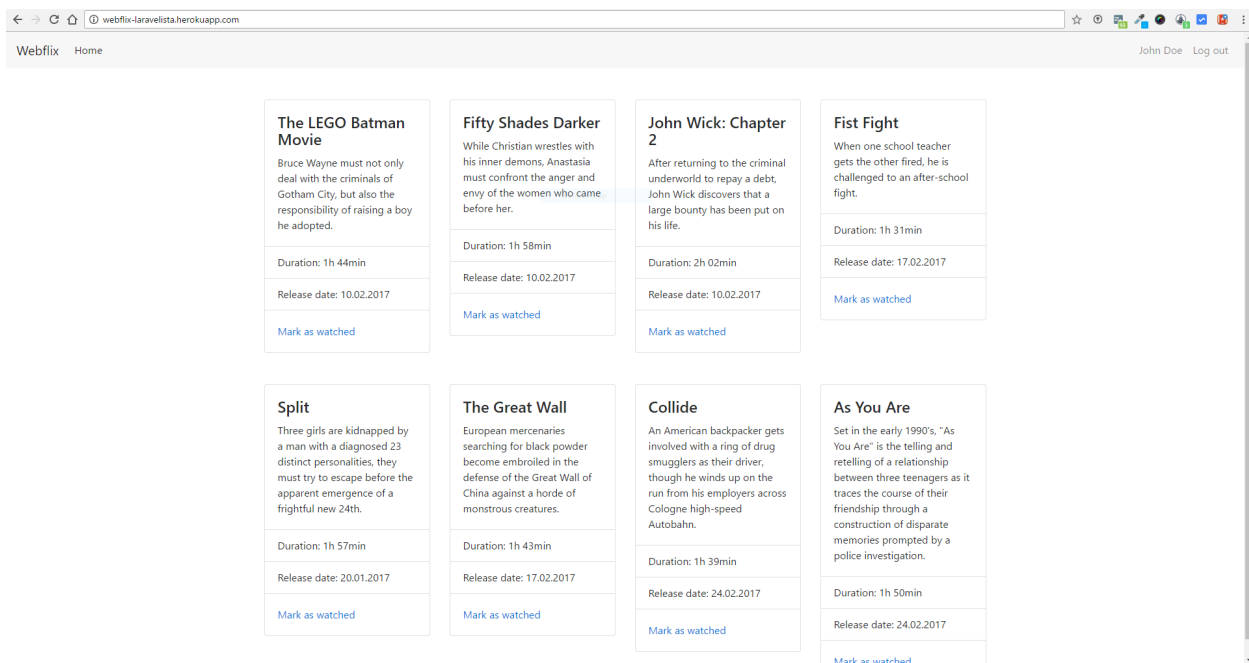 webflix-laravelista.herokuapp.com
Webflix Home John Doe Log out
The LEGO Batman
Movie
Bruce Wayne must not only
deal with the criminals of
Gotham City, but also the
responsibility of raising a boy
he adopted.
Duration: 1h 44min
Release date: 10.02.2017
Mark as watched
Fifty Shades Darker
While Christian wrestles with
his inner demons, Anastasia
must confront the anger and
envy of the women who came
before her.
Duration: 1h 58min
Release date: 10.02.2017
Mark as watched
John Wick: Chapter
2
After returning to the criminal
underworld to repay a debt,
John Wick discovers that a
large bounty has been put on
his life.
Duration: 2h 02min
Release date: 10.02.2017
Mark as watched
Fist Fight
When one school teacher
gets the other fired, he is
challenged to an after-school
fight.
Duration: 1h 31min
Release date: 17.02.2017
Mark as watched
Split
Three girls are kidnapped by
a man with a diagnosed 23
distinct personalities, they
must try to escape before the
apparent emergence of a
frightful new 24th.
Duration: 1h 57min
Release date: 20.01.2017
Mark as watched
The Great Wall
European mercenaries
searching for black powder
become embroiled in the
defense of the Great Wall of
China against a horde of
monstrous creatures.
Duration: 1h 43min
Release date: 17.02.2017
Mark as watched
Collide
An American backpacker gets
involved with a ring of drug
smugglers as their driver,
though he winds up on the
run from his employers across
Cologne high-speed
Autobahn.
Duration: 1h 39min
Release date: 24.02.2017
Mark as watched
As You Are
Set in the early 1990's, "As
You Are" is the telling and
retelling of a relationship
between three teenagers as it
traces the course of their
friendship through a
construction of disparate
memories prompted by a
police investigation.
Duration: 1h 50min
Release date: 24.02.2017
Mark as watched